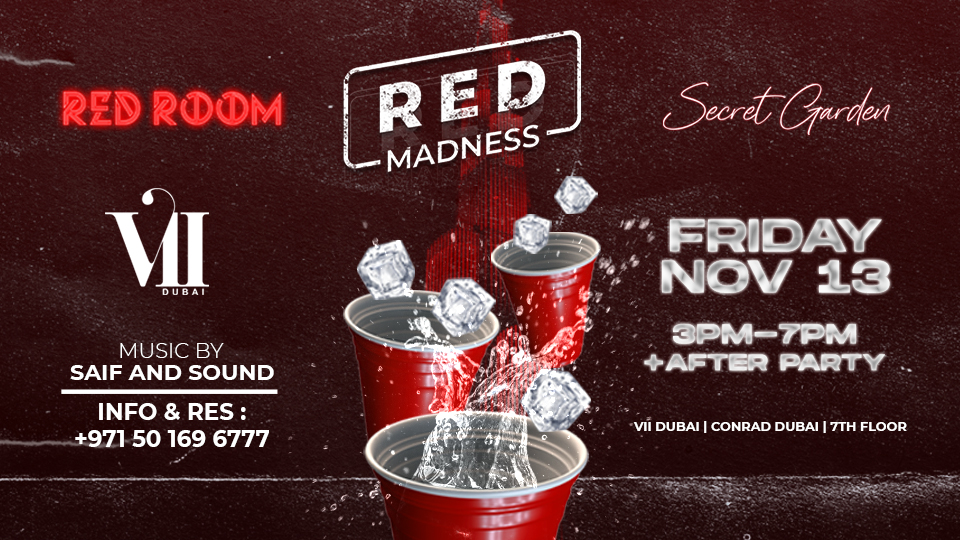 RED ROOM
RED
MADNESS
Secret Garden
VII
DUBAI
FRIDAY
NOV 13
3PM–7PM
+AFTER PARTY
MUSIC BY
SAIF AND SOUND
INFO & RES :
+971 50 169 6777
VII DUBAI | CONRAD DUBAI | 7TH FLOOR